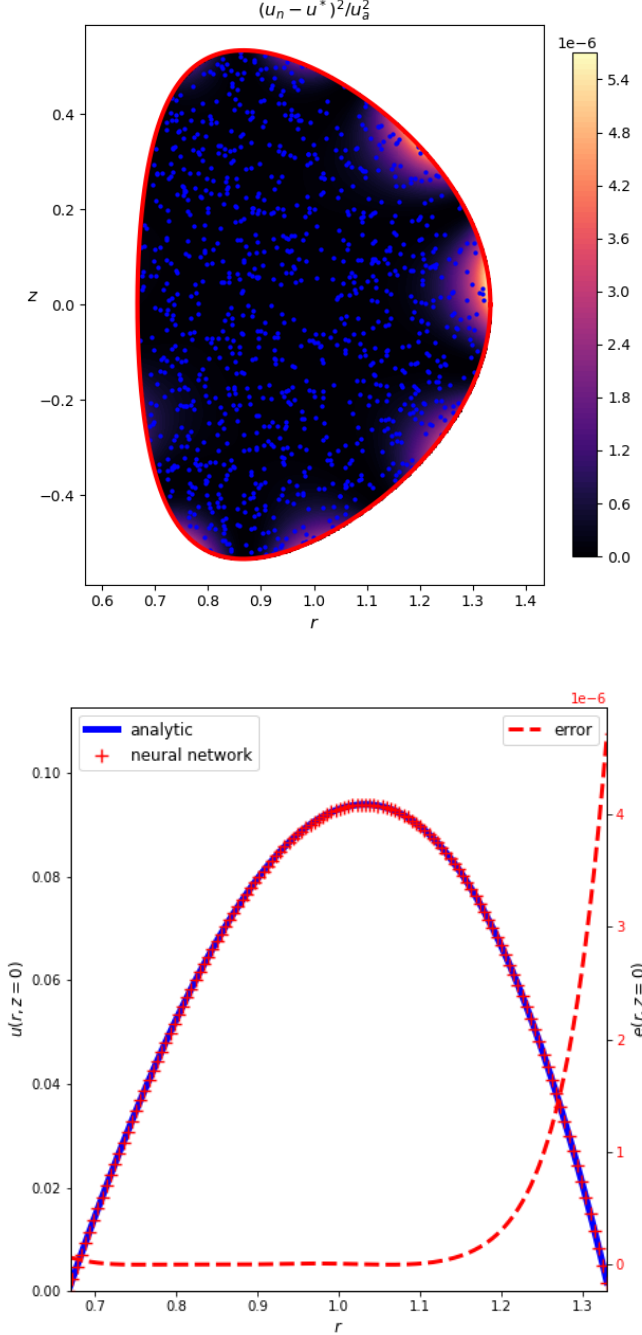 (u_n − u^*)^2/u_a^2
1e−6
0.4
0.2
0.0
−0.2
−0.4
z
0.6 0.7 0.8 0.9 1.0 1.1 1.2 1.3 1.4
r
5.4
4.8
4.2
3.6
3.0
2.4
1.8
1.2
0.6
0.0
1e−6
analytic
neural network
error
0.10
0.08
0.06
0.04
0.02
0.00
u(r, z = 0)
4
3
2
1
0
e(r, z = 0)
0.7 0.8 0.9 1.0 1.1 1.2 1.3
r